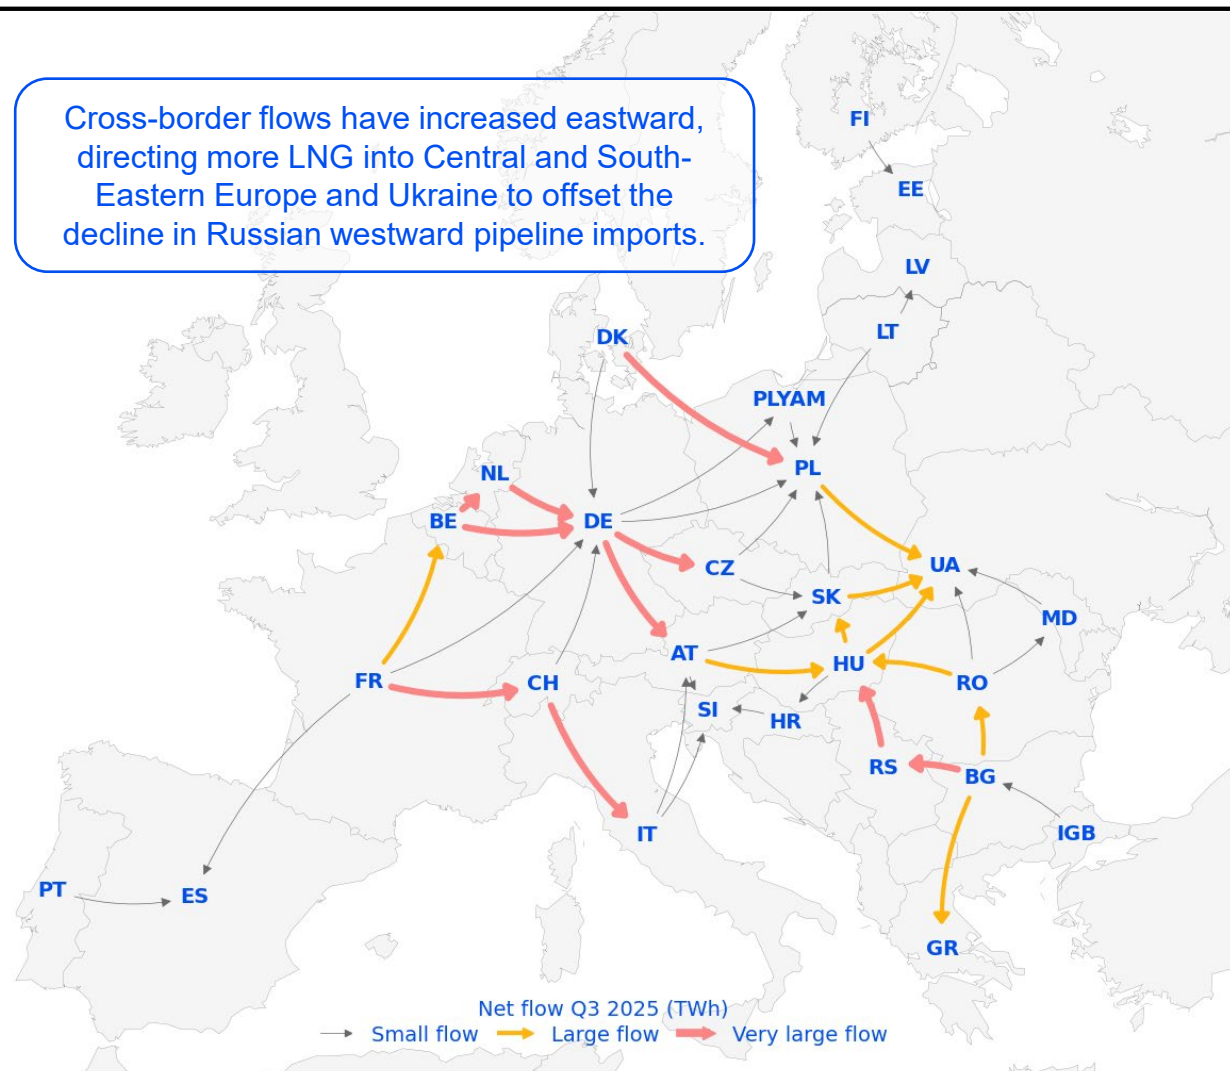 Cross-border flows have increased eastward,
directing more LNG into Central and South-
Eastern Europe and Ukraine to offset the
decline in Russian westward pipeline imports.
FI
EE
LV
LT
DK
PLYAM
PL
NL
BE
DE
CZ
UA
SK
MD
AT
HU
FR
CH
RO
SI
HR
RS
BG
IT
IGB
PT
ES
GR
Net flow Q3 2025 (TWh)
Small flow
Large flow
Very large flow